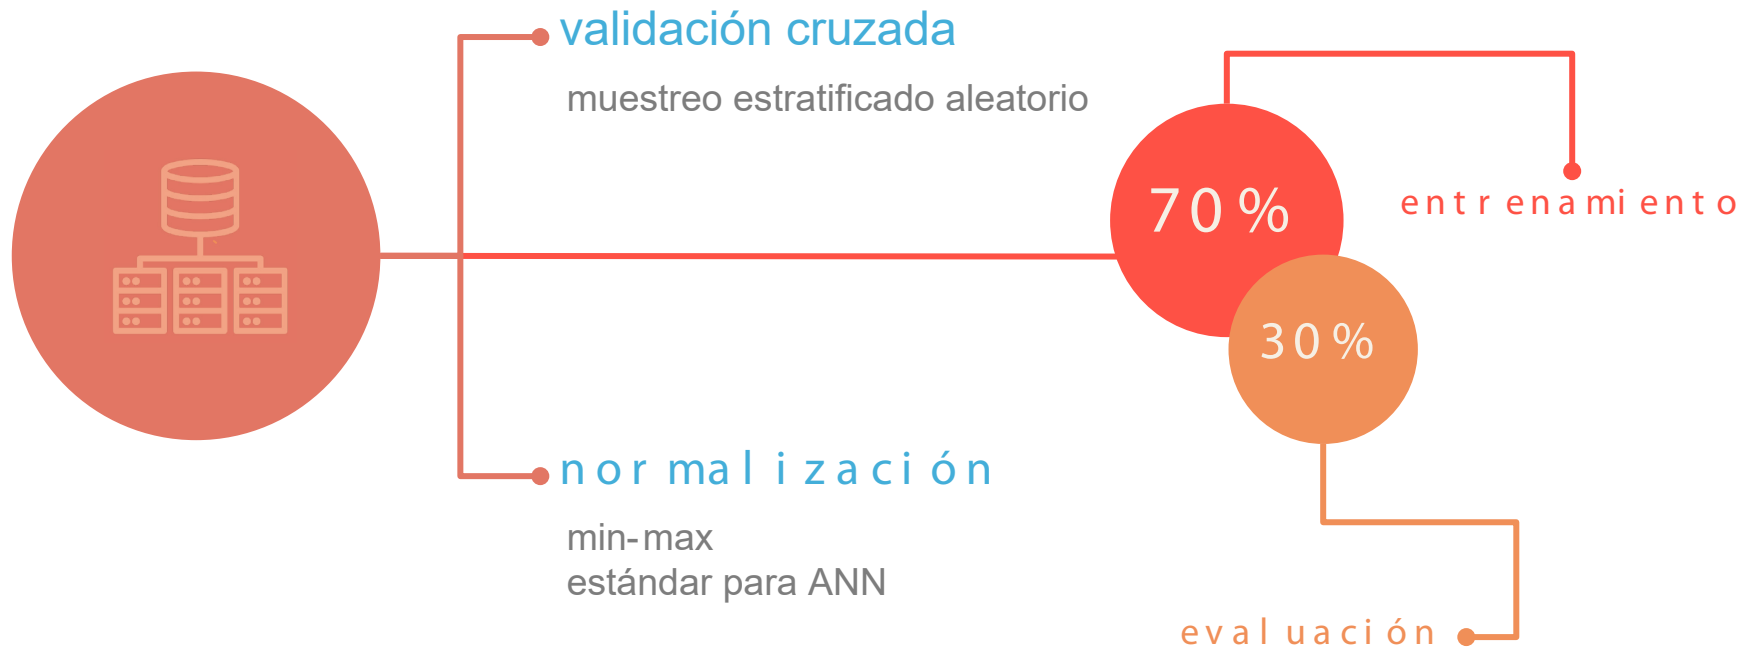 validación cruzada
muestreo estratificado aleatorio
70%
entrenamiento
30%
normalización
min-max
estándar para ANN
evaluación